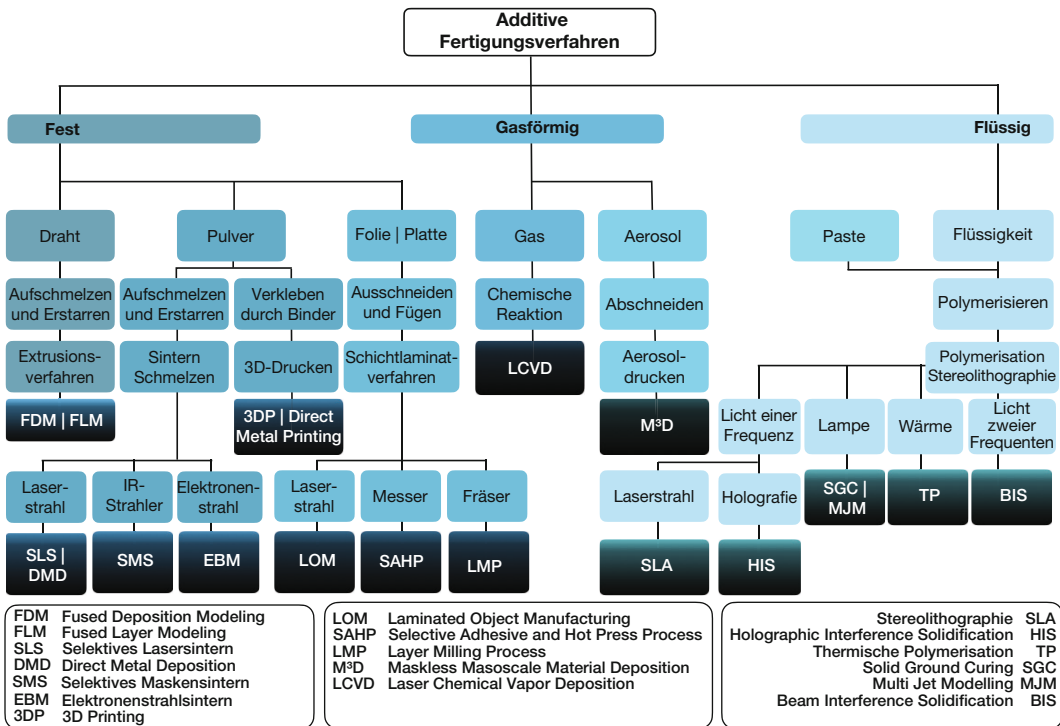 Additive
Fertigungsverfahren
Fest
Gasförmig
Flüssig
Draht
Pulver
Folie | Platte
Gas
Aerosol
Paste
Flüssigkeit
Aufschmelzen
und Erstarren
Aufschmelzen
und Erstarren
Verkleben
durch Binder
Ausschneiden
und Fügen
Chemische
Reaktion
Abschneiden
Polymerisieren
Extrusions-
verfahren
Sintern
Schmelzen
3D-Drucken
Schichtlaminat-
verfahren
LCVD
Aerosol-
drucken
Polymerisation
Stereolithographie
FDM | FLM
3DP | Direct
Metal Printing
M³D
Licht einer
Frequenz
Lampe
Wärme
Licht
zweier
Frequenten
Laser-
strahl
IR-
Strahler
Elektronen-
strahl
Laser-
strahl
Messer
Fräser
Laserstrahl
Holografie
SGC |
MJM
TP
BIS
SLS |
DMD
SMS
EBM
LOM
SAHP
LMP
SLA
HIS
FDM Fused Deposition Modeling
FLM Fused Layer Modeling
SLS Selektives Lasersintern
DMD Direct Metal Deposition
SMS Selektives Maskensintern
EBM Elektronenstrahlsintern
3DP 3D Printing
LOM Laminated Object Manufacturing
SAHP Selective Adhesive and Hot Press Process
LMP Layer Milling Process
M³D Maskless Masoscale Material Deposition
LCVD Laser Chemical Vapor Deposition
Stereolithographie SLA
Holographic Interference Solidification HIS
Thermische Polymerisation TP
Solid Ground Curing SGC
Multi Jet Modelling MJM
Beam Interference Solidification BIS